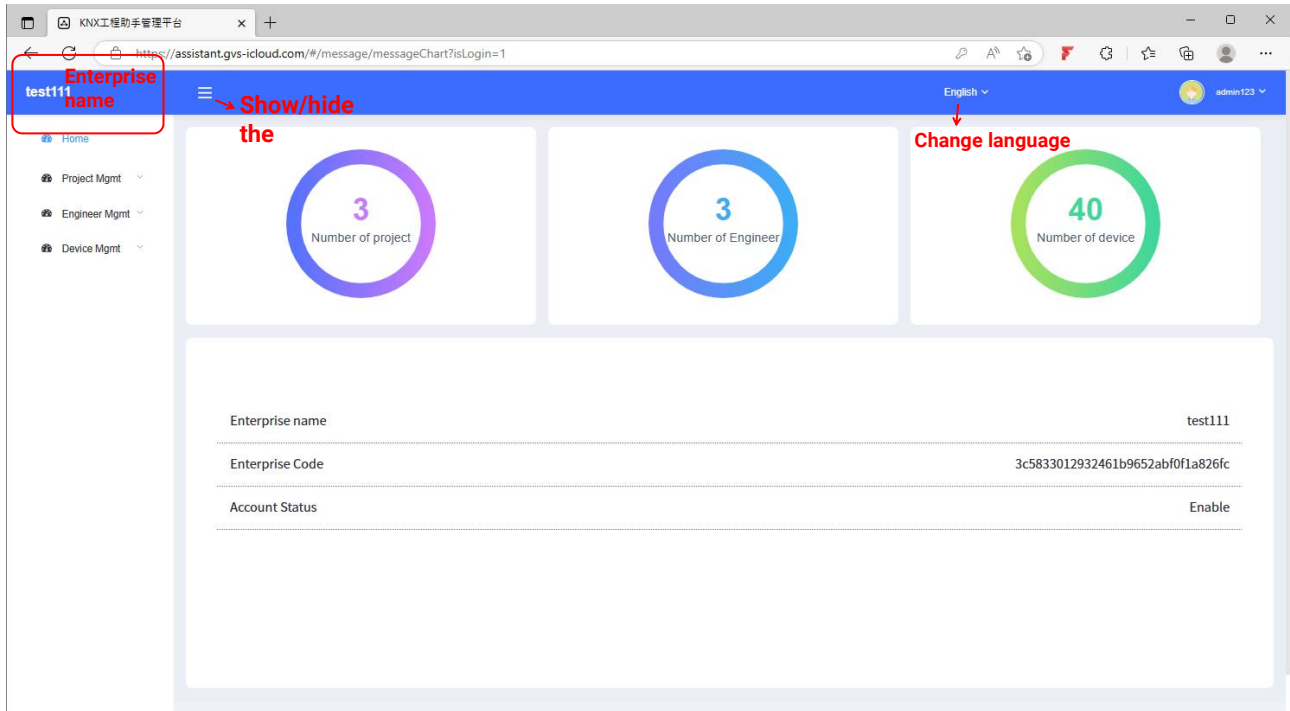 KNX工程助手管理平台
https://assistant.gvs-icloud.com/#/message/messageChart?isLogin=1
Enterprise
name
test111
Show/hide
the
English
admin123
Change language
Home
Project Mgmt
Engineer Mgmt
Device Mgmt
3
Number of project
3
Number of Engineer
40
Number of device
Enterprise name test111
Enterprise Code 3c5833012932461b9652abf0f1a826fc
Account Status Enable